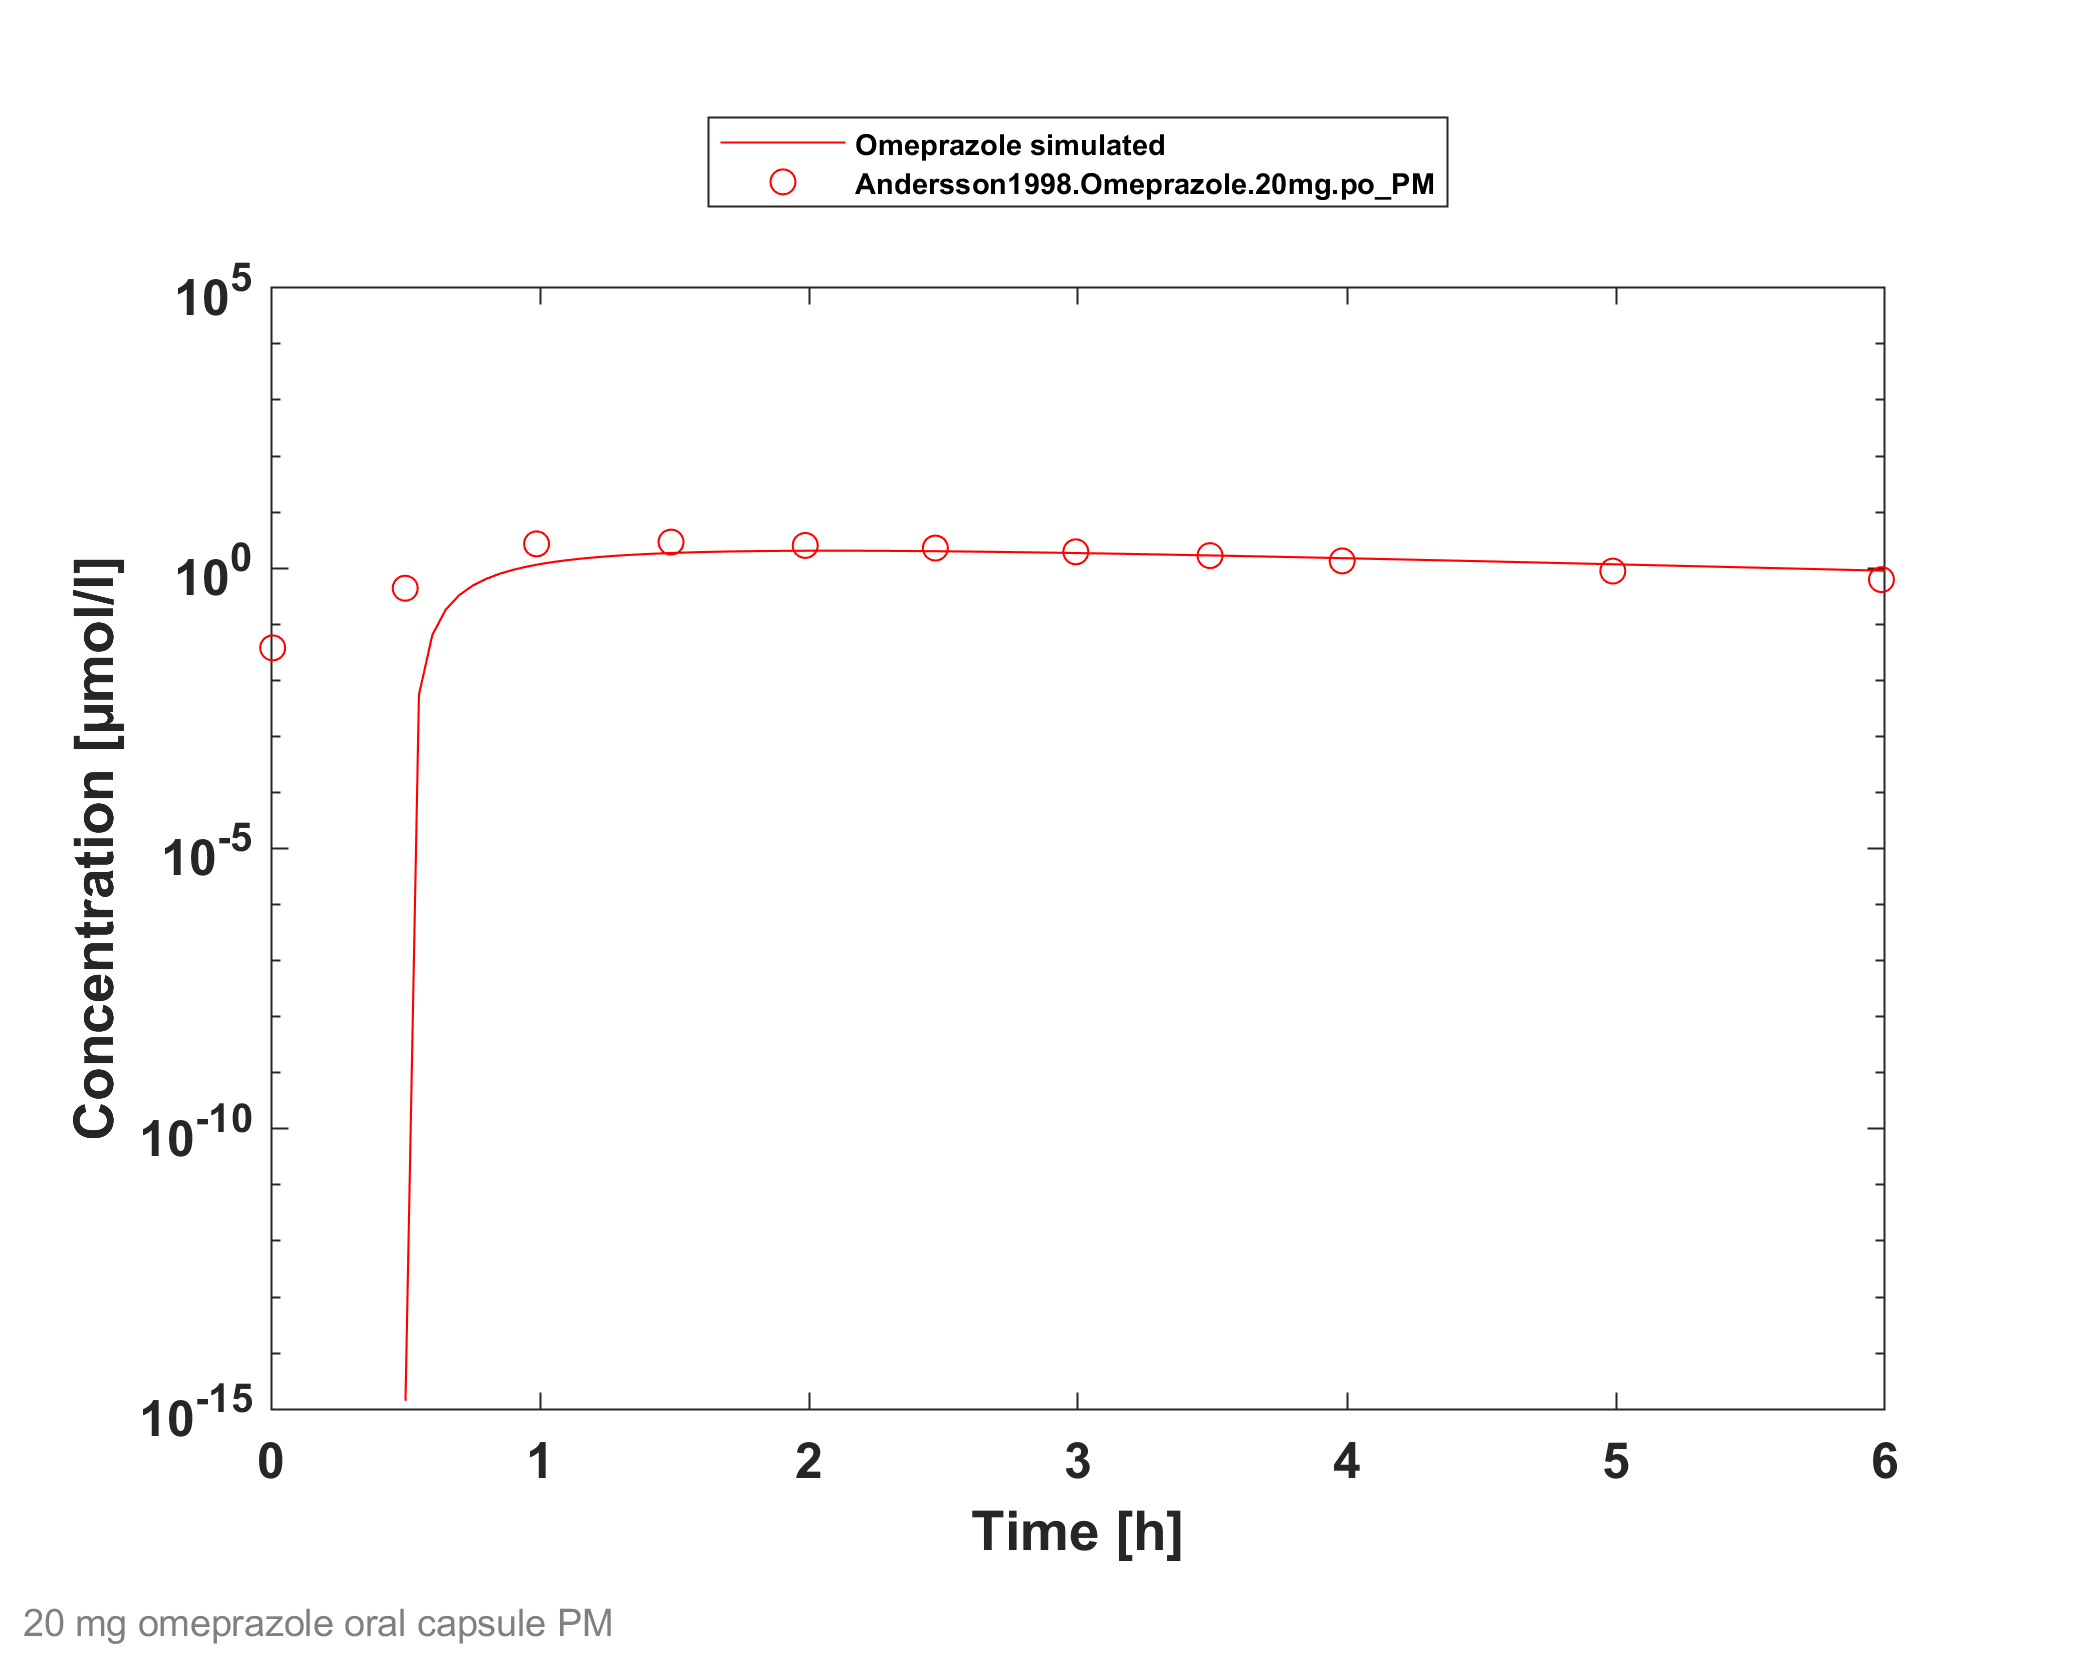 Omeprazole simulated
Andersson1998.Omeprazole.20mg.po_PM
10^5
10^0
10^-5
10^-10
10^-15
Concentration [µmol/l]
0 1 2 3 4 5 6
Time [h]
20 mg omeprazole oral capsule PM